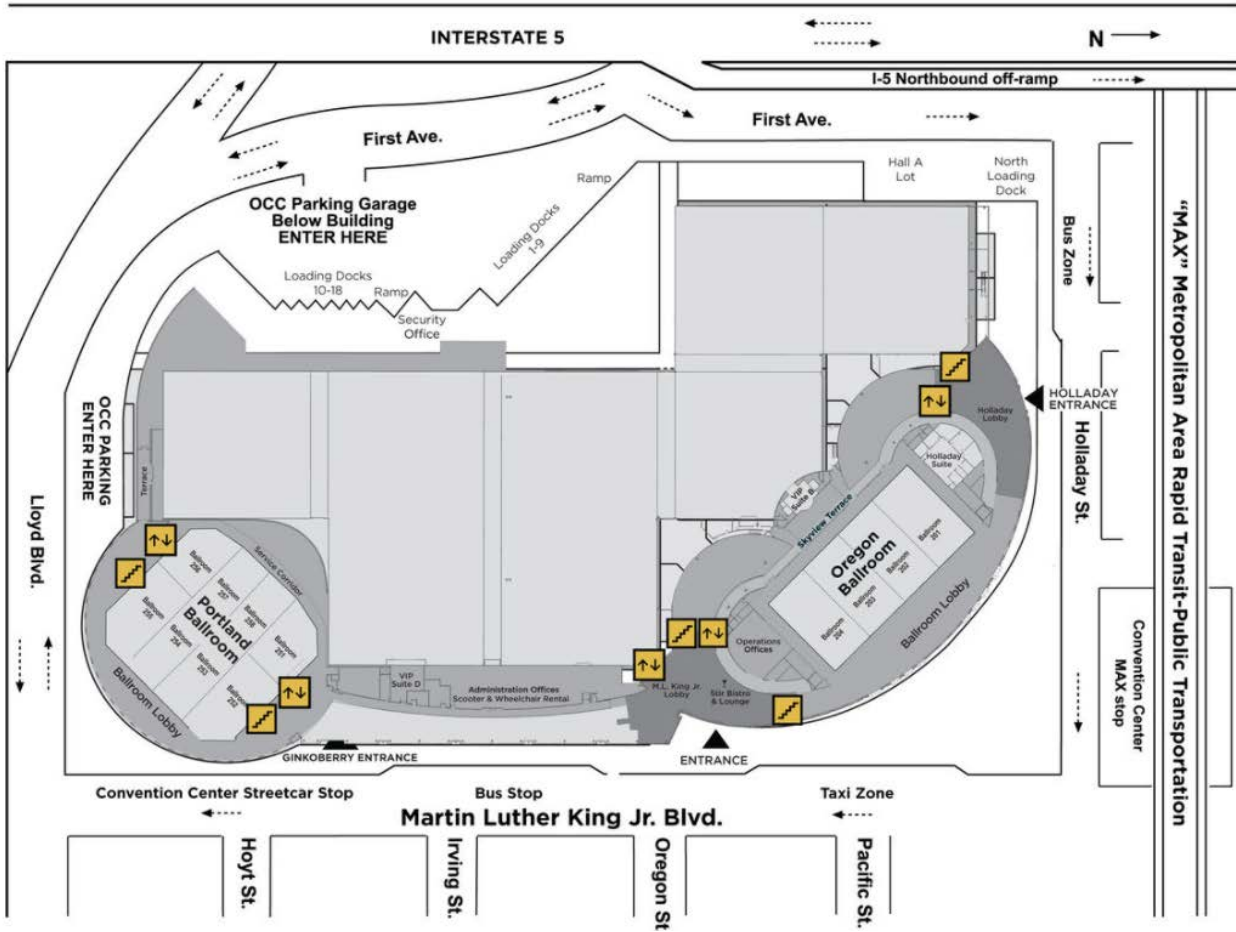 INTERSTATE 5
N
I-5 Northbound off-ramp
First Ave.
First Ave.
Hall A
Lot
North
Loading
Dock
Ramp
OCC Parking Garage
Below Building
ENTER HERE
Loading Docks
1-9
Bus Zone
Loading Docks
10-18
Ramp
Security
Office
"MAX" Metropolitan Area Rapid Transit-Public Transportation
HOLLADAY
ENTRANCE
Holladay
Lobby
OCC PARKING
ENTER HERE
Holladay
Suite
Holladay St.
Terrace
VIP
Suite B
Skyview Terrace
Lloyd Blvd.
Oregon
Ballroom
Ballroom
201
Ballroom
202
Ballroom
203
Ballroom
204
Ballroom Lobby
Service Corridor
Portland
Ballroom
Ballroom
256
Ballroom
257
Ballroom
258
Ballroom
251
Ballroom
255
Ballroom
254
Ballroom
253
Ballroom
252
Ballroom Lobby
Operations
Offices
Convention Center
MAX stop
VIP
Suite D
Administration Offices
Scooter & Wheelchair Rental
M.L. King Jr.
Lobby
Stir Bistro
& Lounge
GINKOBERRY ENTRANCE
ENTRANCE
Convention Center Streetcar Stop
Bus Stop
Taxi Zone
Martin Luther King Jr. Blvd.
Hoyt St.
Irving St.
Oregon St
Pacific St.